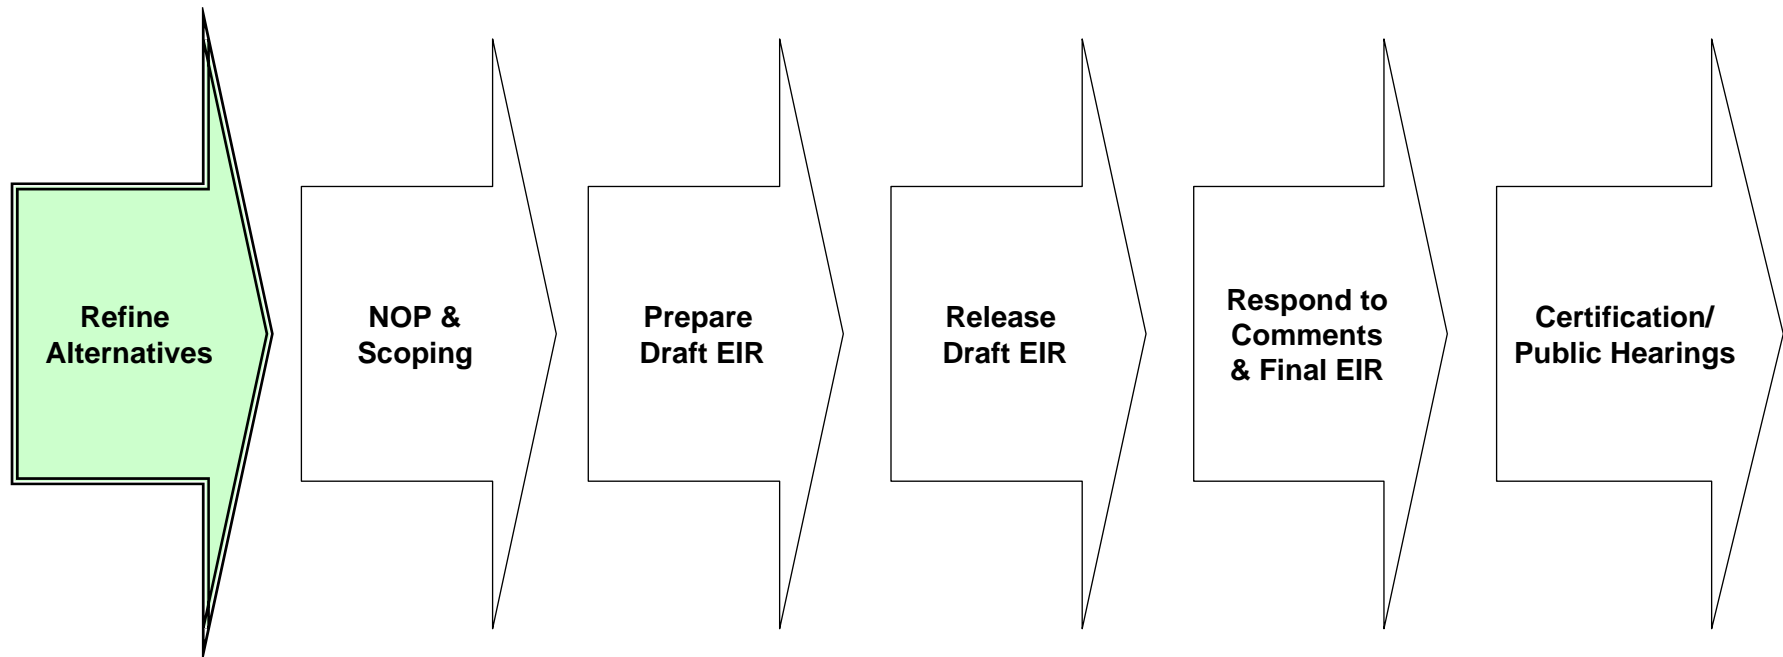 Refine
Alternatives
NOP &
Scoping
Prepare
Draft EIR
Release
Draft EIR
Respond to
Comments
& Final EIR
Certification/
Public Hearings